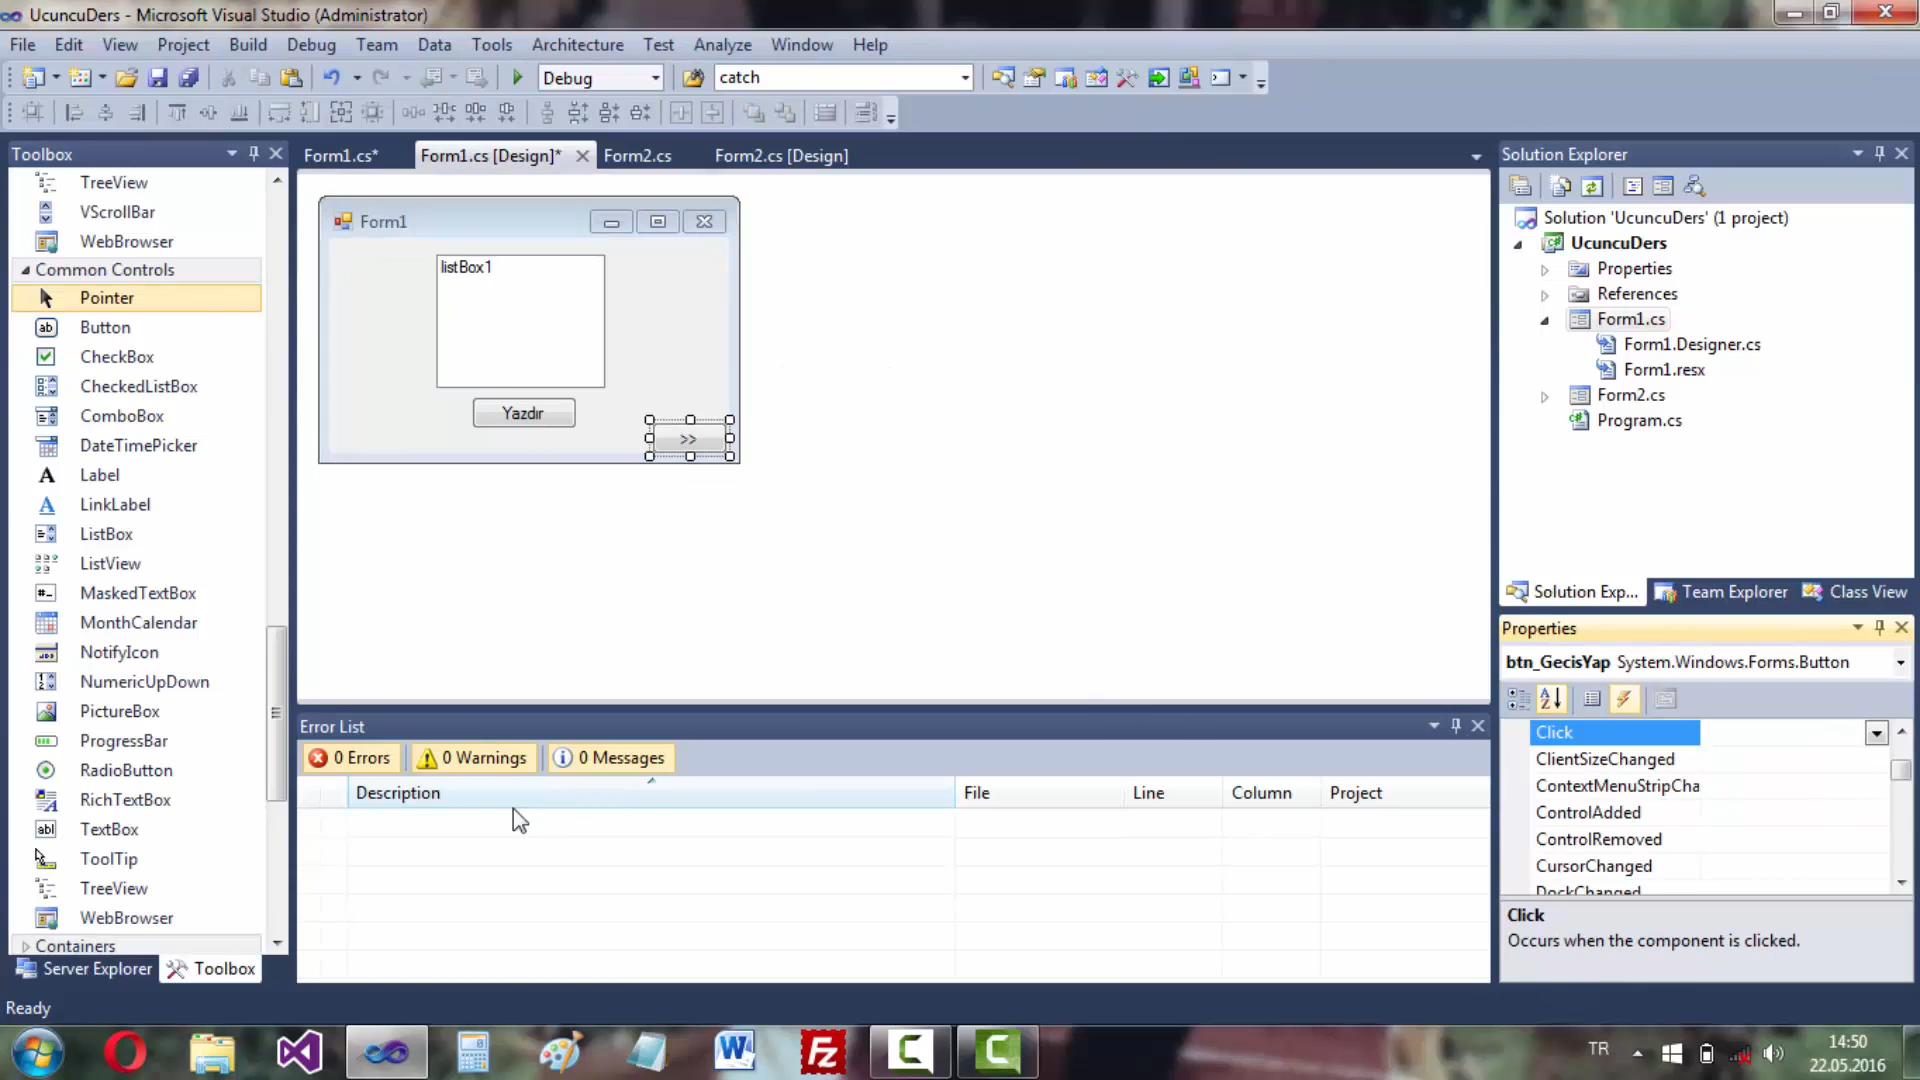 UcuncuDers - Microsoft Visual Studio (Administrator)
File Edit View Project Build Debug Team Data Tools Architecture Test Analyze Window Help
Debug catch
Toolbox
TreeView
VScrollBar
WebBrowser
Common Controls
Pointer
Button
CheckBox
CheckedListBox
ComboBox
DateTimePicker
Label
LinkLabel
ListBox
ListView
MaskedTextBox
MonthCalendar
NotifyIcon
NumericUpDown
PictureBox
ProgressBar
RadioButton
RichTextBox
TextBox
ToolTip
TreeView
WebBrowser
Containers
Server Explorer Toolbox
Form1.cs* Form1.cs [Design]* Form2.cs Form2.cs [Design]
Form1
listBox1
Yazdır
>>
Error List
0 Errors 0 Warnings 0 Messages
Description File Line Column Project
Solution Explorer
Solution 'UcuncuDers' (1 project)
UcuncuDers
Properties
References
Form1.cs
Form1.Designer.cs
Form1.resx
Form2.cs
Program.cs
Solution Exp... Team Explorer Class View
Properties
btn_GecisYap System.Windows.Forms.Button
Click
ClientSizeChanged
ContextMenuStripCha
ControlAdded
ControlRemoved
CursorChanged
DockChanged
Click
Occurs when the component is clicked.
Ready
TR
14:50
22.05.2016